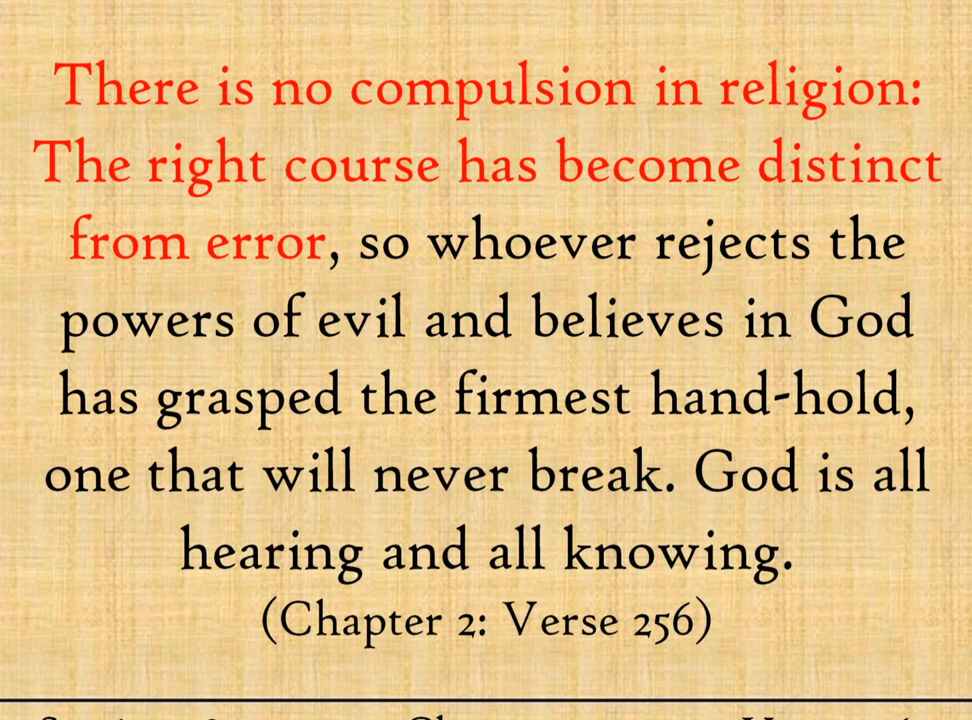 There is no compulsion in religion:
The right course has become distinct
from error, so whoever rejects the
powers of evil and believes in God
has grasped the firmest hand-hold,
one that will never break. God is all
hearing and all knowing.
(Chapter 2: Verse 256)